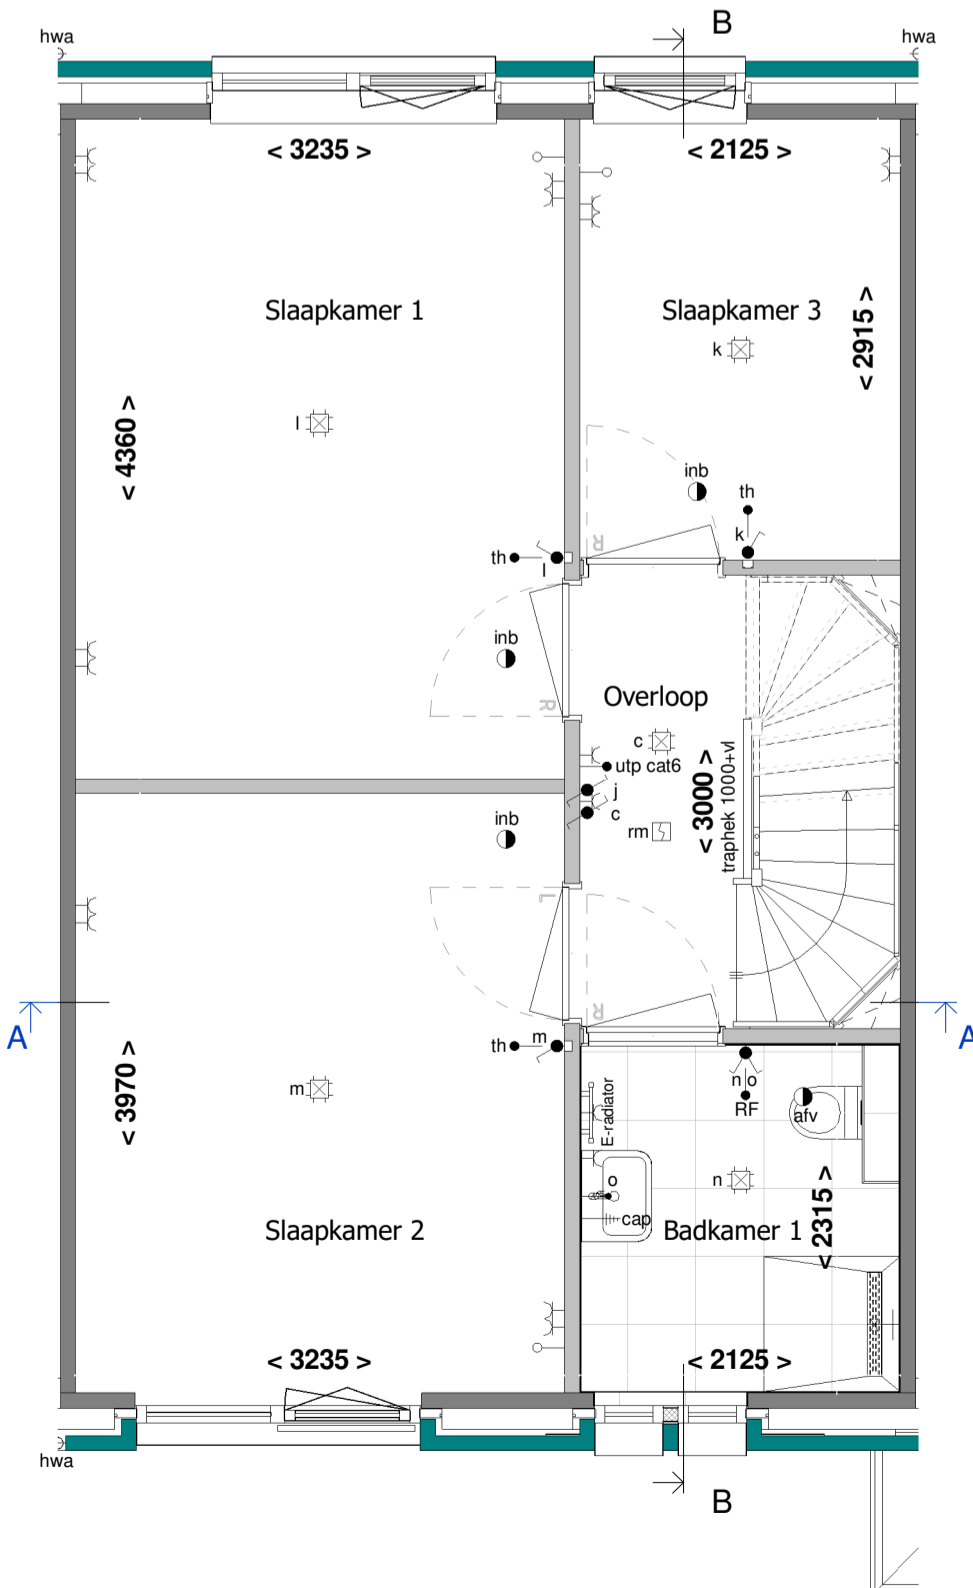 B
hwa
hwa
< 3235 >
< 2125 >
Slaapkamer 1
Slaapkamer 3
< 2915 >
k
l
< 4360 >
inb
th
k
R
th
l
inb
R
Overloop
c
utp cat6
j
c
rm
< 3000 >
traphek 1000+vl
inb
L
R
A
A
th
m
n o
RF
afv
E-radiator
< 3970 >
m
o
n
cap
Slaapkamer 2
Badkamer 1
< 2315 >
< 3235 >
< 2125 >
hwa
B